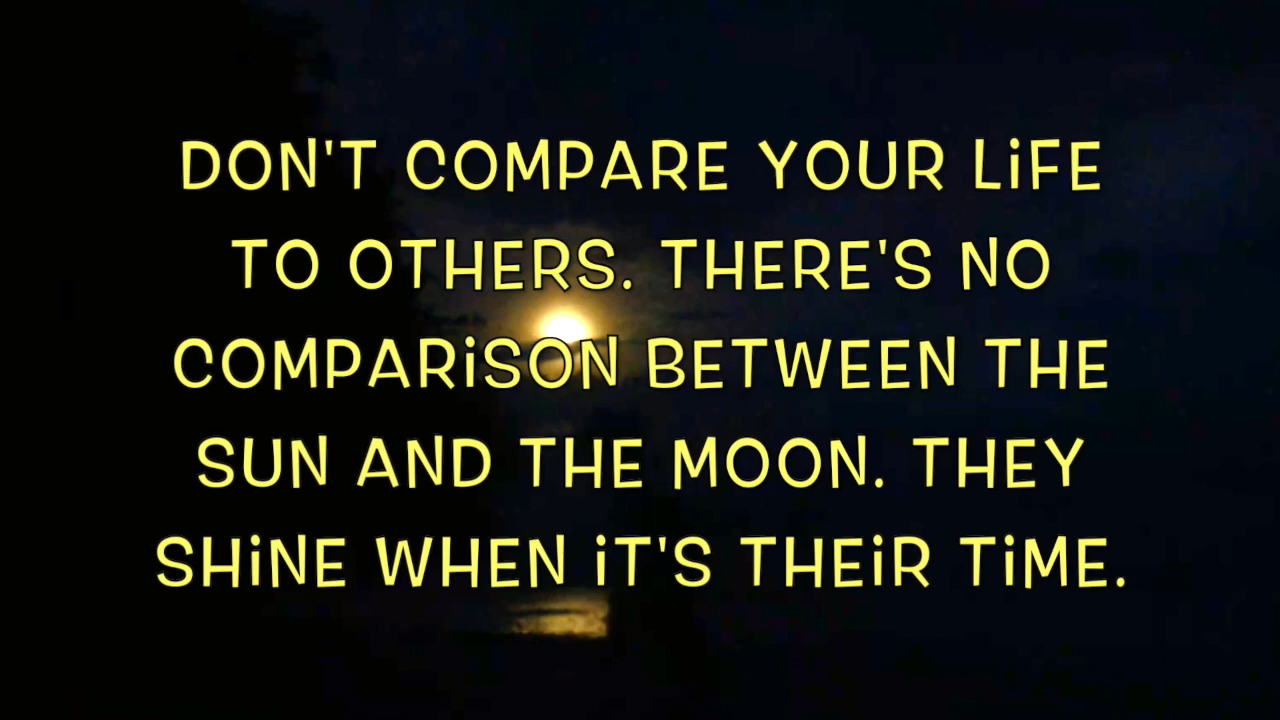 DON'T COMPARE YOUR LiFE
TO OTHERS. THERE'S NO
COMPARiSON BETWEEN THE
SUN AND THE MOON. THEY
SHiNE WHEN iT'S THEiR TiME.